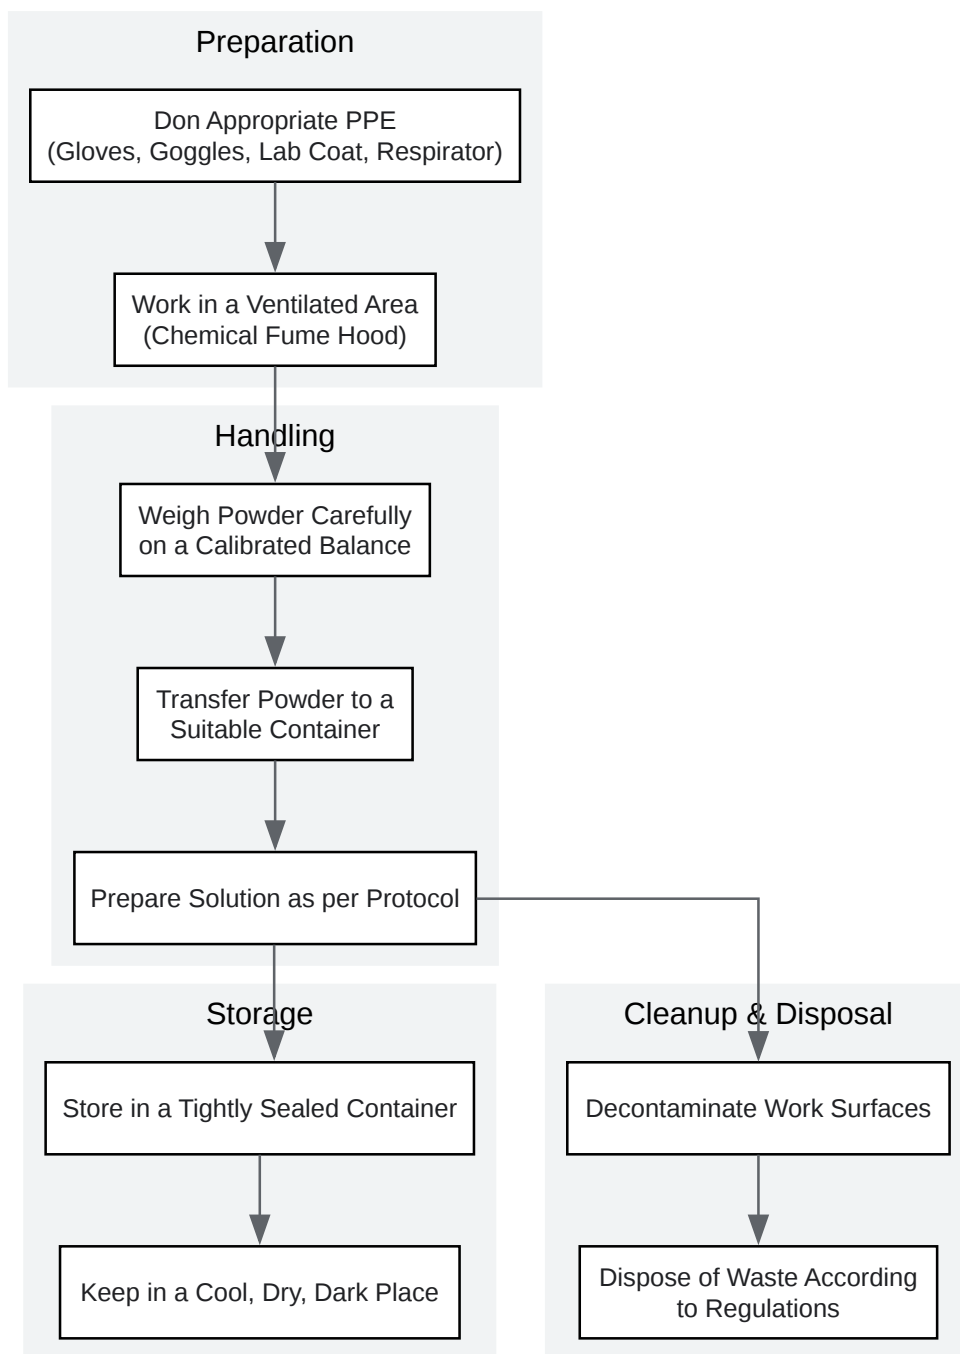 Preparation
Don Appropriate PPE
(Gloves, Goggles, Lab Coat, Respirator)
Work in a Ventilated Area
(Chemical Fume Hood)
Handling
Weigh Powder Carefully
on a Calibrated Balance
Transfer Powder to a
Suitable Container
Prepare Solution as per Protocol
Storage
Store in a Tightly Sealed Container
Keep in a Cool, Dry, Dark Place
Cleanup & Disposal
Decontaminate Work Surfaces
Dispose of Waste According
to Regulations